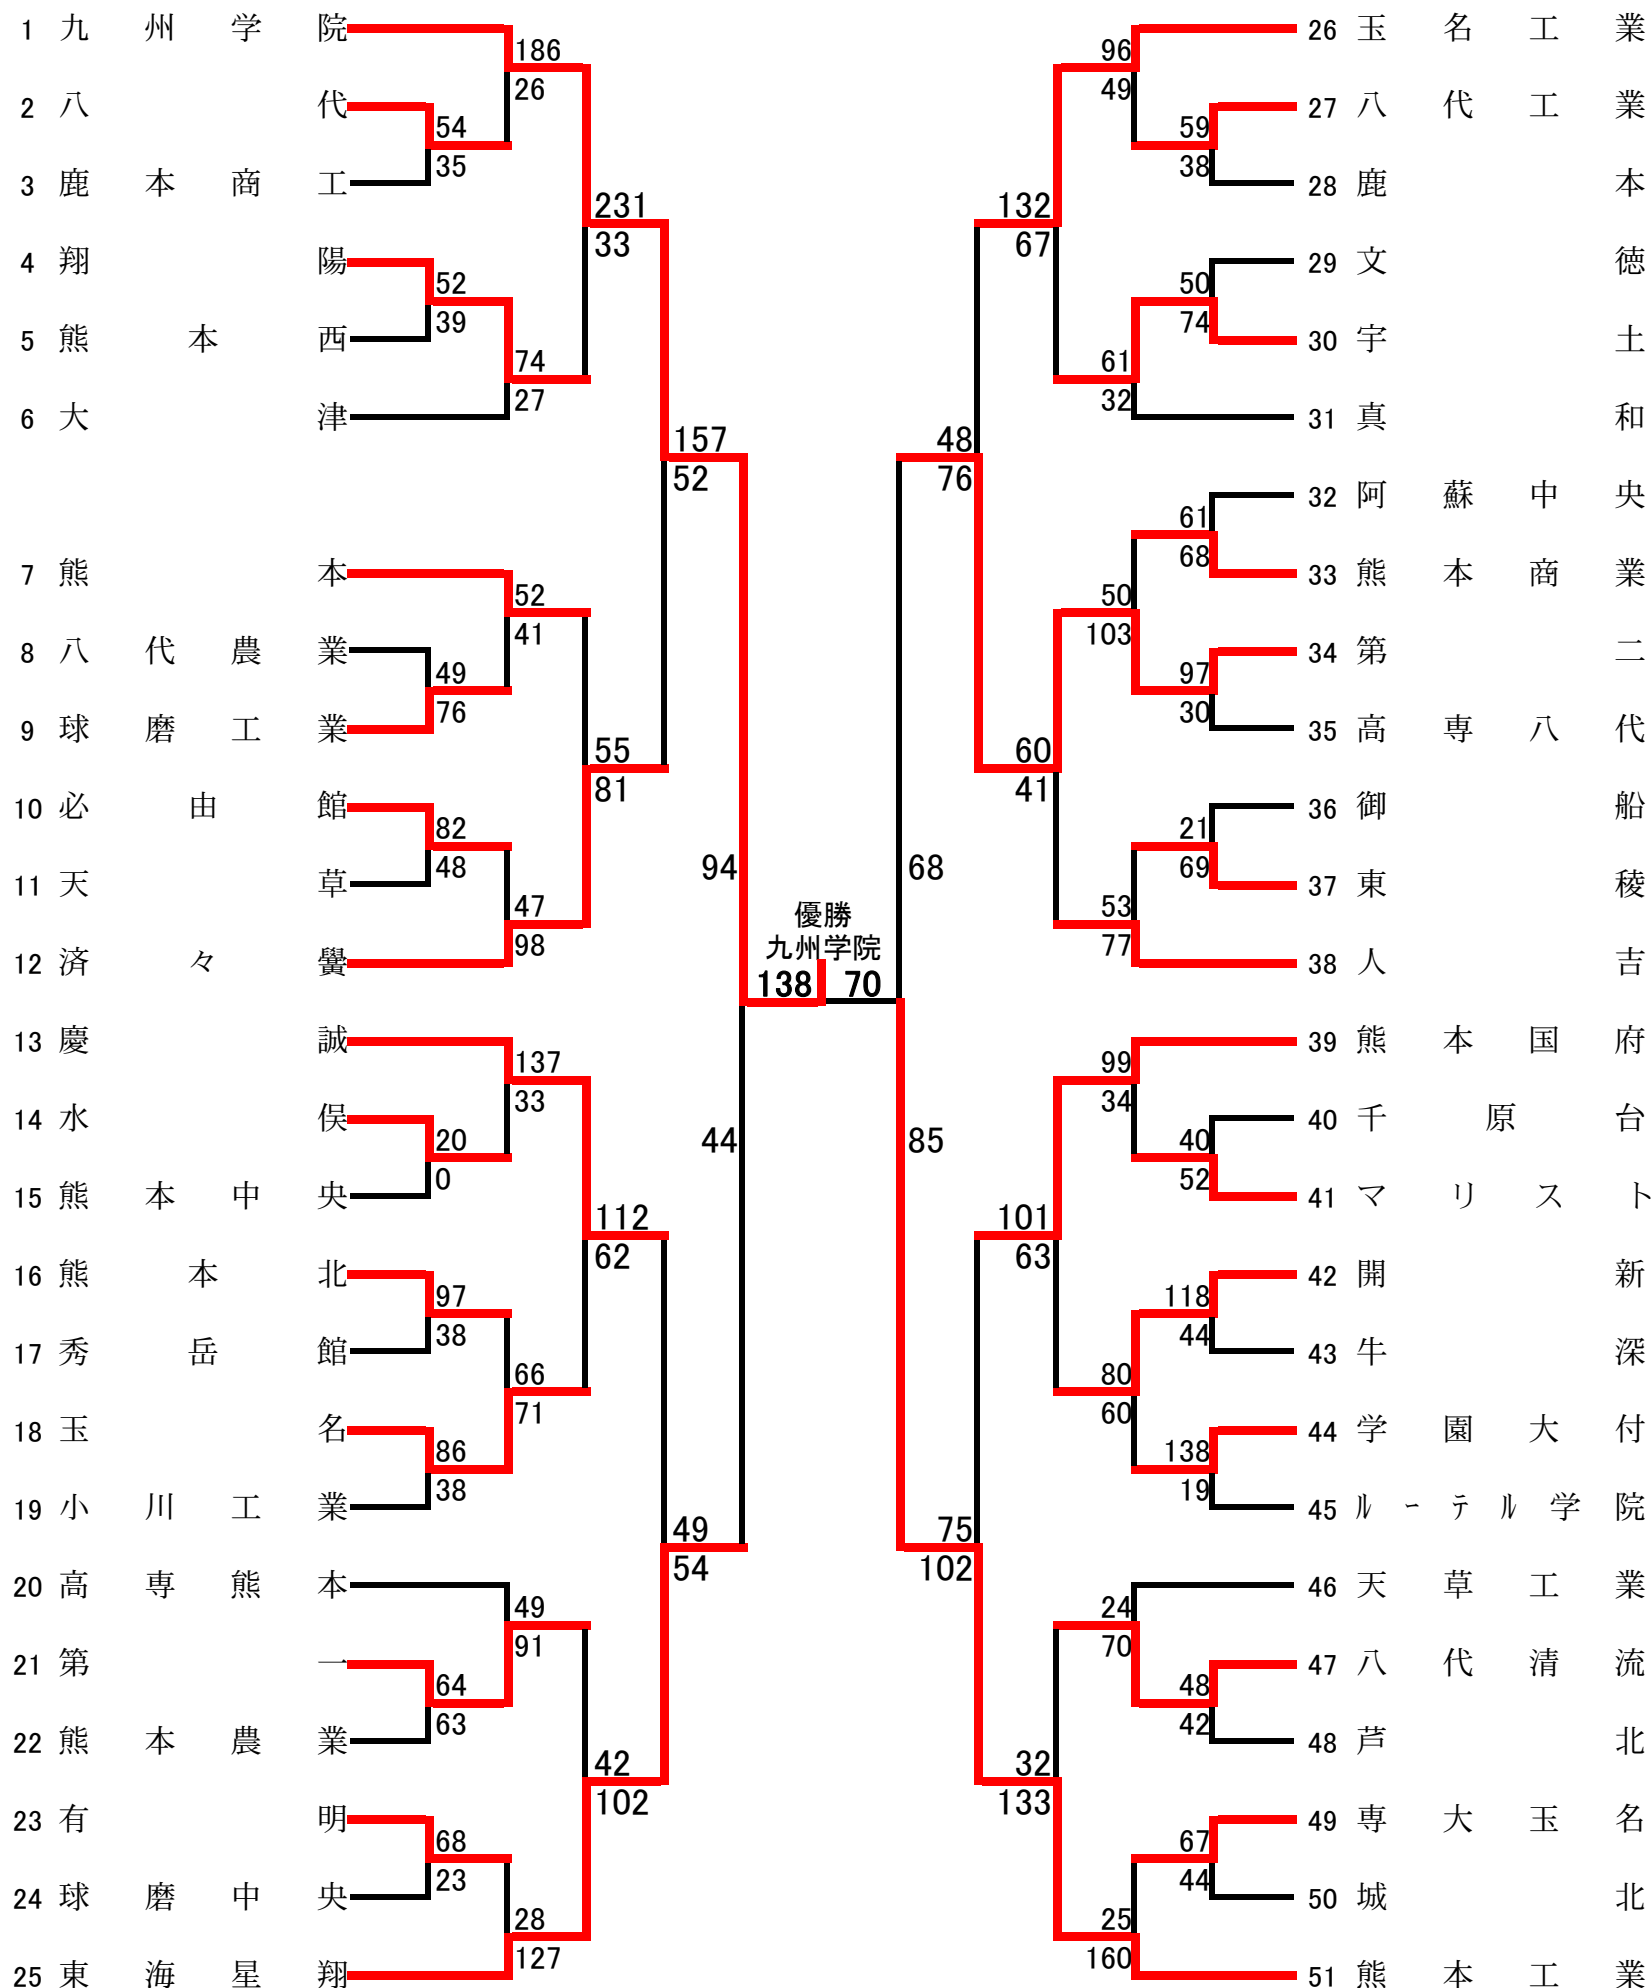 1 九州学院
2 八代
3 鹿本商工
4 翔陽
5 熊本西
6 大津
7 熊本
8 八代農業
9 球磨工業
10 必由館
11 天草
12 済々黌
13 慶誠
14 水俣
15 熊本中央
16 熊本北
17 秀岳館
18 玉名
19 小川工業
20 高専熊本
21 第一
22 熊本農業
23 有明
24 球磨中央
25 東海星翔
186
26
54
35
52
39
74
27
231
33
52
41
49
76
82
48
47
98
55
81
157
52
137
33
20
0
97
38
86
38
66
71
112
62
49
91
64
63
68
23
28
127
42
102
49
54
94
44
優勝
九州学院
138 70
68
85
48
76
132
67
96
49
59
38
50
74
61
32
60
41
50
103
61
68
97
30
21
69
53
77
75
102
101
63
99
34
40
52
118
44
80
60
138
19
32
133
24
70
48
42
67
44
25
160
26 玉名工業
27 八代工業
28 鹿本
29 文徳
30 宇土
31 真和
32 阿蘇中央
33 熊本商業
34 第二
35 高専八代
36 御船
37 東稜
38 人吉
39 熊本国府
40 千原台
41 マリスト
42 開新
43 牛深
44 学園大付
45 ﾙｰﾃﾙ学院
46 天草工業
47 八代清流
48 芦北
49 専大玉名
50 城北
51 熊本工業